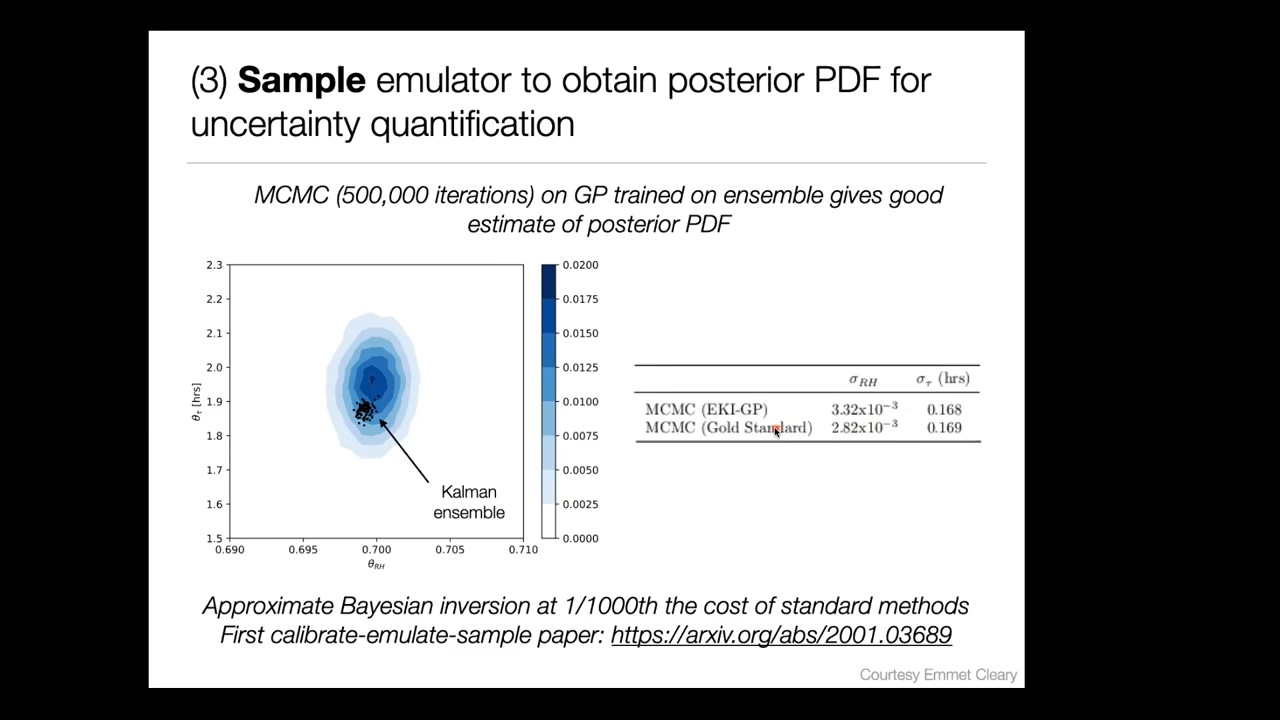 (3) Sample emulator to obtain posterior PDF for
uncertainty quantification
MCMC (500,000 iterations) on GP trained on ensemble gives good
estimate of posterior PDF
2.3
2.2
2.1
2.0
1.9
1.8
1.7
1.6
1.5
θτ [hrs]
0.690 0.695 0.700 0.705 0.710
θRH
Kalman
ensemble
0.0200
0.0175
0.0150
0.0125
0.0100
0.0075
0.0050
0.0025
0.0000
σRH στ (hrs)
MCMC (EKI-GP) 3.32x10⁻³ 0.168
MCMC (Gold Standard) 2.82x10⁻³ 0.169
Approximate Bayesian inversion at 1/1000th the cost of standard methods
First calibrate-emulate-sample paper: https://arxiv.org/abs/2001.03689
Courtesy Emmet Cleary